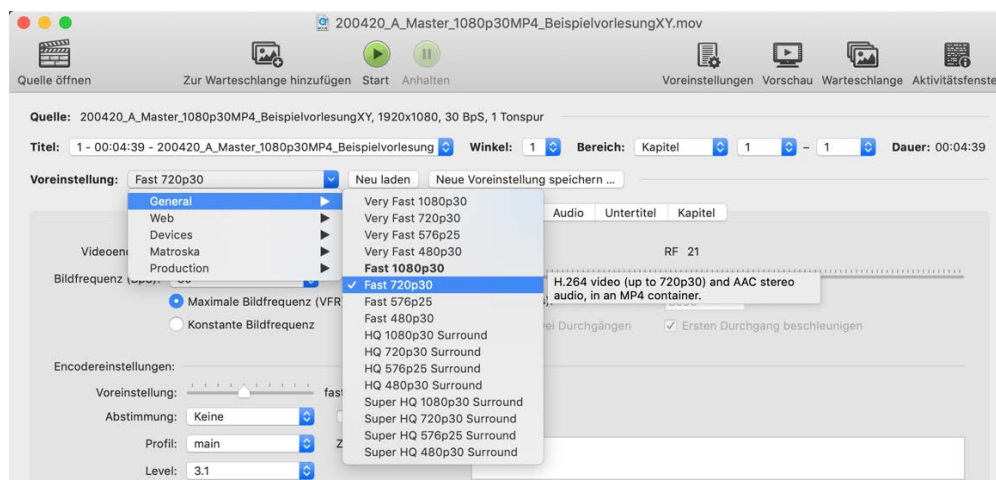 200420_A_Master_1080p30MP4_BeispielvorlesungXY.mov
Quelle öffnen
Zur Warteschlange hinzufügen
Start
Anhalten
Voreinstellungen
Vorschau
Warteschlange
Aktivitätsfenste
Quelle: 200420_A_Master_1080p30MP4_BeispielvorlesungXY, 1920x1080, 30 BpS, 1 Tonspur
Titel: 1 - 00:04:39 - 200420_A_Master_1080p30MP4_Beispielvorlesung Winkel: 1 Bereich: Kapitel 1 – 1 Dauer: 00:04:39
Voreinstellung: Fast 720p30 Neu laden Neue Voreinstellung speichern ...
General
Web
Devices
Matroska
Production
Very Fast 1080p30
Very Fast 720p30
Very Fast 576p25
Very Fast 480p30
Fast 1080p30
✓ Fast 720p30
Fast 576p25
Fast 480p30
HQ 1080p30 Surround
HQ 720p30 Surround
HQ 576p25 Surround
HQ 480p30 Surround
Super HQ 1080p30 Surround
Super HQ 720p30 Surround
Super HQ 576p25 Surround
Super HQ 480p30 Surround
Audio Untertitel Kapitel
RF 21
H.264 video (up to 720p30) and AAC stereo
audio, in an MP4 container.
Maximale Bildfrequenz (VFR
Konstante Bildfrequenz
Durchgängen
Ersten Durchgang beschleunigen
Encodereinstellungen:
Voreinstellung: fast
Abstimmung: Keine
Profil: main
Level: 3.1